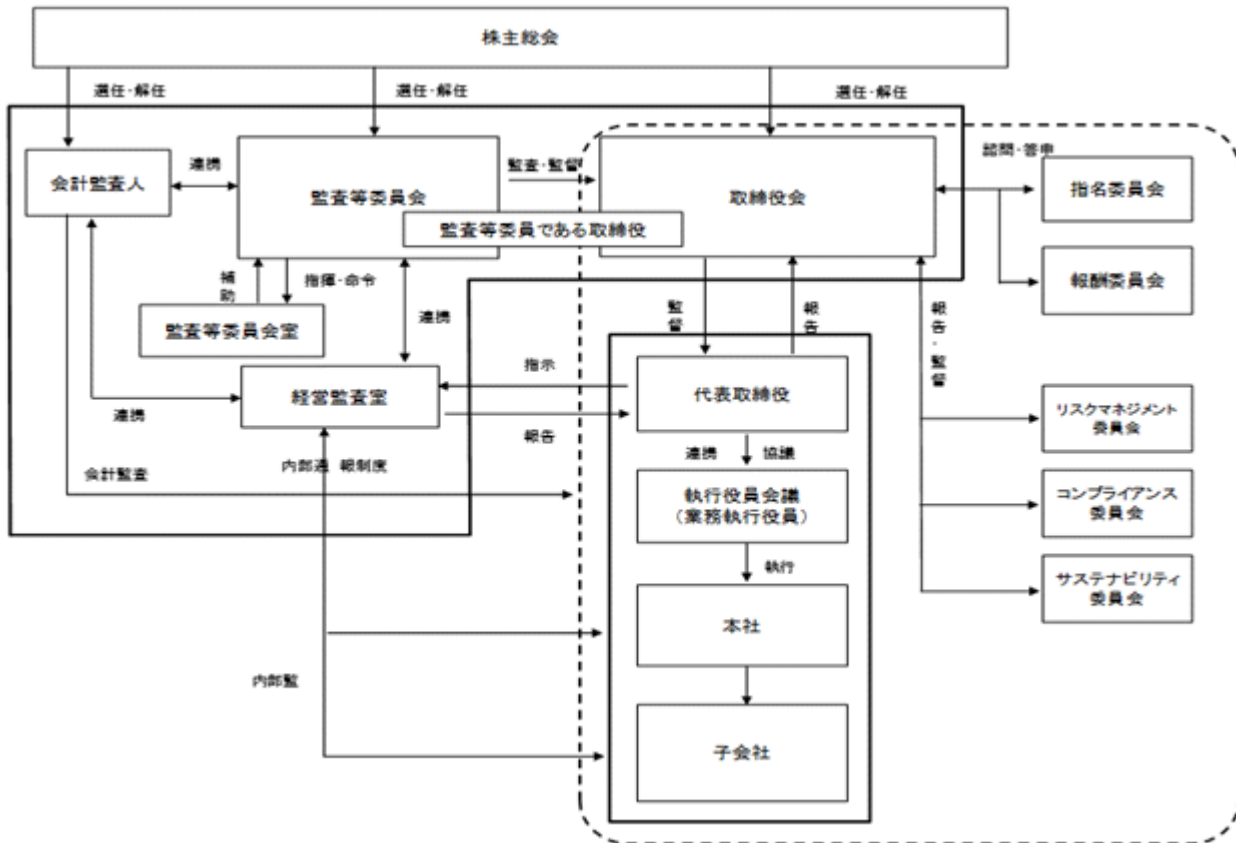 株主総会
選任・解任
選任・解任
選任・解任
会計監査人
連携
監査等委員会
監査・監督
取締役会
諮問・答申
指名委員会
監査等委員である取締役
報酬委員会
補助
指揮・命令
連携
監督
報告
報告・監督
監査等委員会室
経営監査室
指示
代表取締役
連携
報告
リスクマネジメント
委員会
連携
協議
会計監査
内部通 報制度
執行役員会議
(業務執行役員)
コンプライアンス
委員会
執行
サステナビリティ
委員会
本社
内部監
子会社